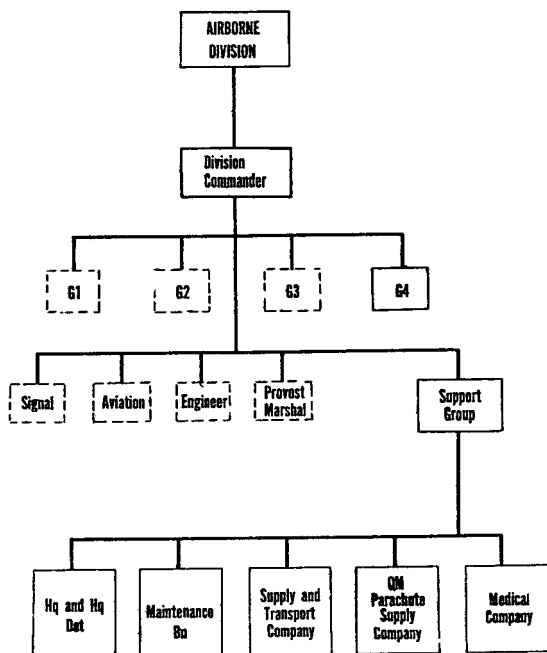 AIRBORNE
DIVISION
Division
Commander
G1
G2
G3
G4
Signal
Aviation
Engineer
Provost
Marshal
Support
Group
Hq and Hq
Det
Maintenance
Bn
Supply and
Transport
Company
QM
Parachute
Supply
Company
Medical
Company